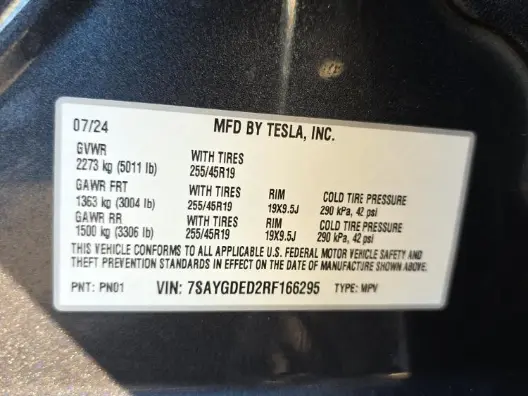 07/24 MFD BY TESLA, INC.
GVWR WITH TIRES
2273 kg (5011 lb) 255/45R19
GAWR FRT WITH TIRES RIM COLD TIRE PRESSURE
1363 kg (3004 lb) 255/45R19 19X9.5J 290 kPa, 42 psi
GAWR RR WITH TIRES RIM COLD TIRE PRESSURE
1500 kg (3306 lb) 255/45R19 19X9.5J 290 kPa, 42 psi
THIS VEHICLE CONFORMS TO ALL APPLICABLE U.S. FEDERAL MOTOR VEHICLE SAFETY AND
THEFT PREVENTION STANDARDS IN EFFECT ON THE DATE OF MANUFACTURE SHOWN ABOVE.
PNT: PN01 VIN: 7SAYGDED2RF166295 TYPE: MPV